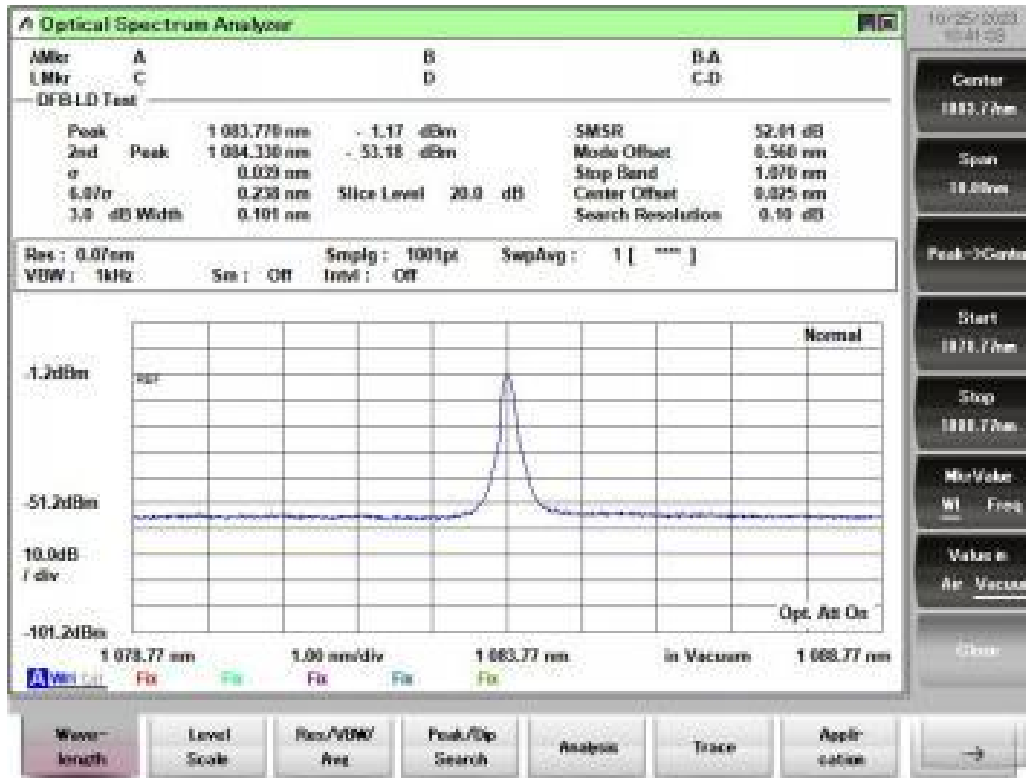 Optical Spectrum Analyzer
10/25/2023
10:41:03
λMkr A B B-A
LMkr C D C-D
DFB-LD Test
Peak 1 083.770 nm - 1.17 dBm SMSR 52.01 dB
2nd Peak 1 084.330 nm - 53.18 dBm Mode Offset 0.560 nm
σ 0.039 nm Stop Band 1.070 nm
6.07σ 0.238 nm Slice Level 20.0 dB Center Offset 0.025 nm
3.0 dB Width 0.101 nm Search Resolution 0.10 dB
Res : 0.07nm Smplg : 1001pt SwpAvg : 1 [ **** ]
VBW : 1kHz Sm : Off Intvl : Off
Normal
-1.2dBm
REF
-51.2dBm
10.0dB
/ div
Opt. Att On
-101.2dBm
1 078.77 nm 1.00 nm/div 1 083.77 nm in Vacuum 1 088.77 nm
A Wri Fix Fix Fix Fix Fix
Center
1083.77nm
Span
10.00nm
Peak->Center
Start
1078.77nm
Stop
1088.77nm
Mkr Value
Wl Freq
Value in
Air Vacuum
Close
Wave-
length
Level
Scale
Res/VBW/
Avg
Peak/Dip
Search
Analysis
Trace
Appli-
cation
→